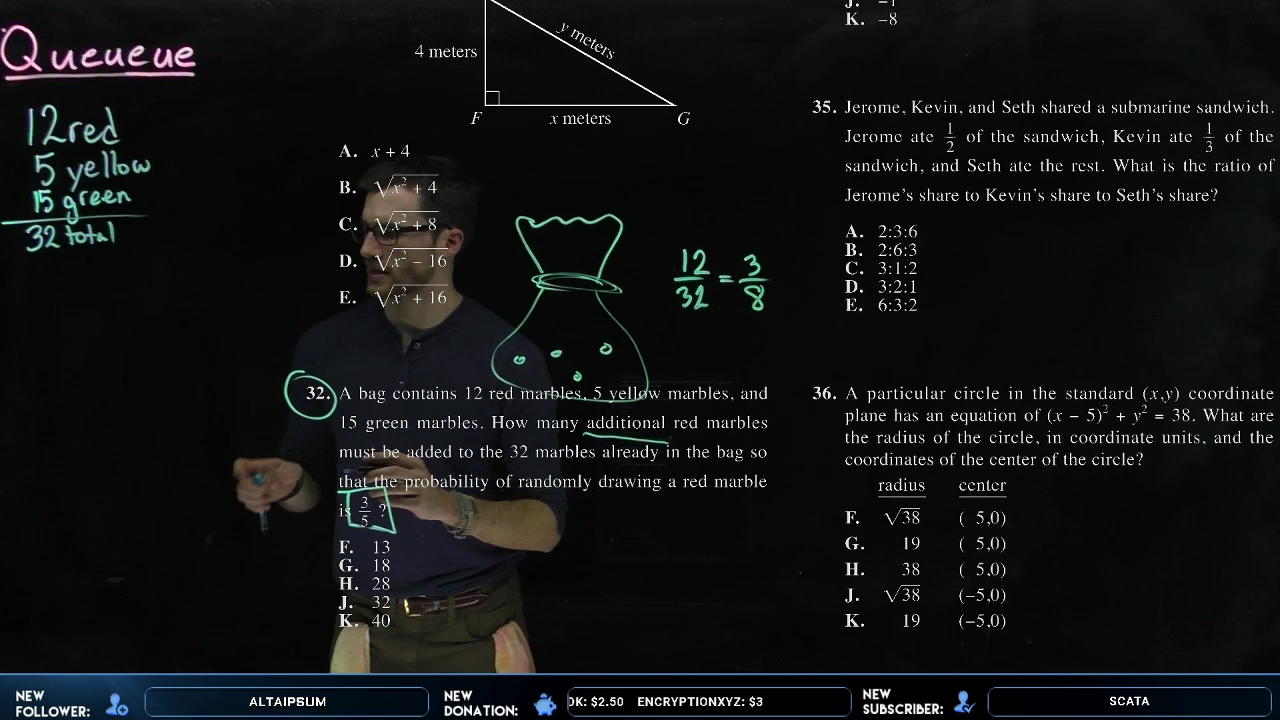 Queueue
12 red
5 yellow
15 green
32 total
4 meters
y meters
F
x meters
G
A. x + 4
B. √(x² + 4)
C. √(x² + 8)
D. √(x² − 16)
E. √(x² + 16)
12/32 = 3/8
32. A bag contains 12 red marbles, 5 yellow marbles, and
15 green marbles. How many additional red marbles
must be added to the 32 marbles already in the bag so
that the probability of randomly drawing a red marble
is 3/5 ?
F. 13
G. 18
H. 28
J. 32
K. 40
J. −1
K. −8
35. Jerome, Kevin, and Seth shared a submarine sandwich.
Jerome ate 1/2 of the sandwich, Kevin ate 1/3 of the
sandwich, and Seth ate the rest. What is the ratio of
Jerome's share to Kevin's share to Seth's share?
A. 2:3:6
B. 2:6:3
C. 3:1:2
D. 3:2:1
E. 6:3:2
36. A particular circle in the standard (x,y) coordinate
plane has an equation of (x − 5)² + y² = 38. What are
the radius of the circle, in coordinate units, and the
coordinates of the center of the circle?
radius center
F. √38 ( 5,0)
G. 19 ( 5,0)
H. 38 ( 5,0)
J. √38 (−5,0)
K. 19 (−5,0)
NEW FOLLOWER: ALTAIPSUM
NEW DONATION: OK: $2.50 ENCRYPTIONXYZ: $3
NEW SUBSCRIBER: SCATA